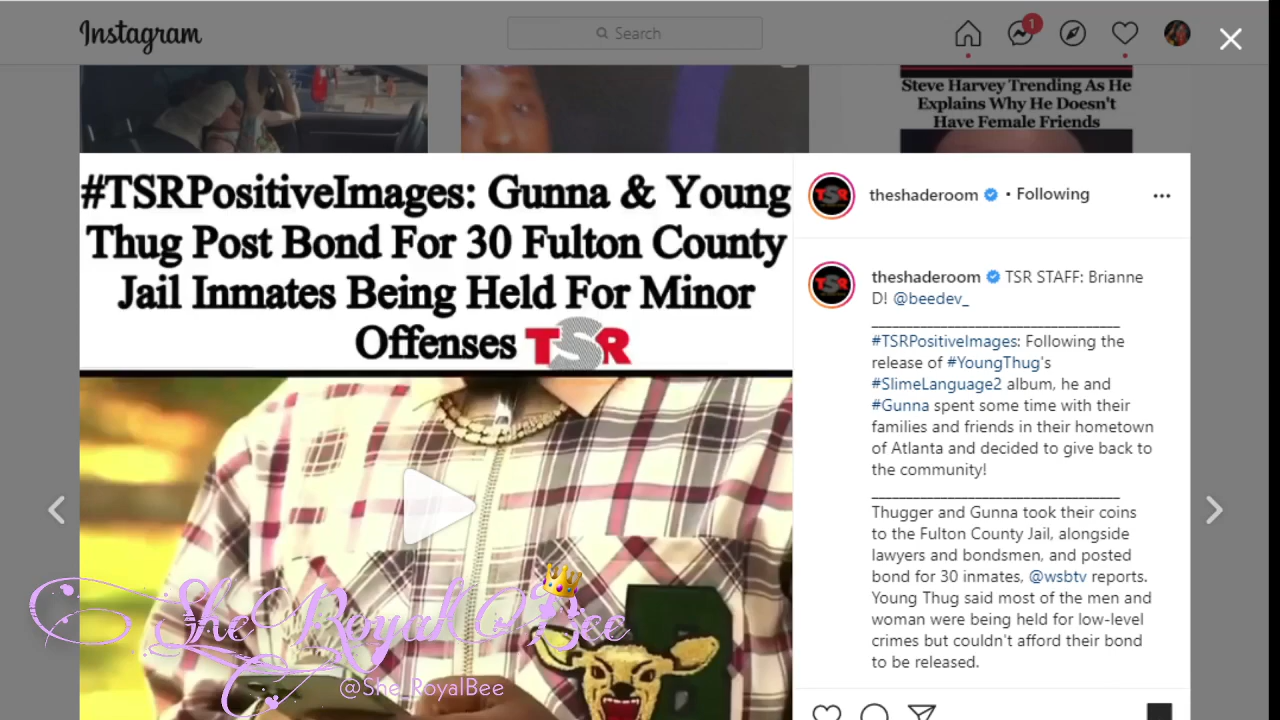 Instagram
Search
1
Steve Harvey Trending As He
Explains Why He Doesn't
Have Female Friends
#TSRPositiveImages: Gunna & Young
Thug Post Bond For 30 Fulton County
Jail Inmates Being Held For Minor
Offenses TSR
TSR
theshaderoom • Following
TSR
theshaderoom TSR STAFF: Brianne
D! @beedev_
___________________________________
#TSRPositiveImages: Following the
release of #YoungThug's
#SlimeLanguage2 album, he and
#Gunna spent some time with their
families and friends in their hometown
of Atlanta and decided to give back to
the community!
___________________________________
Thugger and Gunna took their coins
to the Fulton County Jail, alongside
lawyers and bondsmen, and posted
bond for 30 inmates, @wsbtv reports.
Young Thug said most of the men and
woman were being held for low-level
crimes but couldn't afford their bond
to be released.
She Royal Bee
@She_RoyalBee